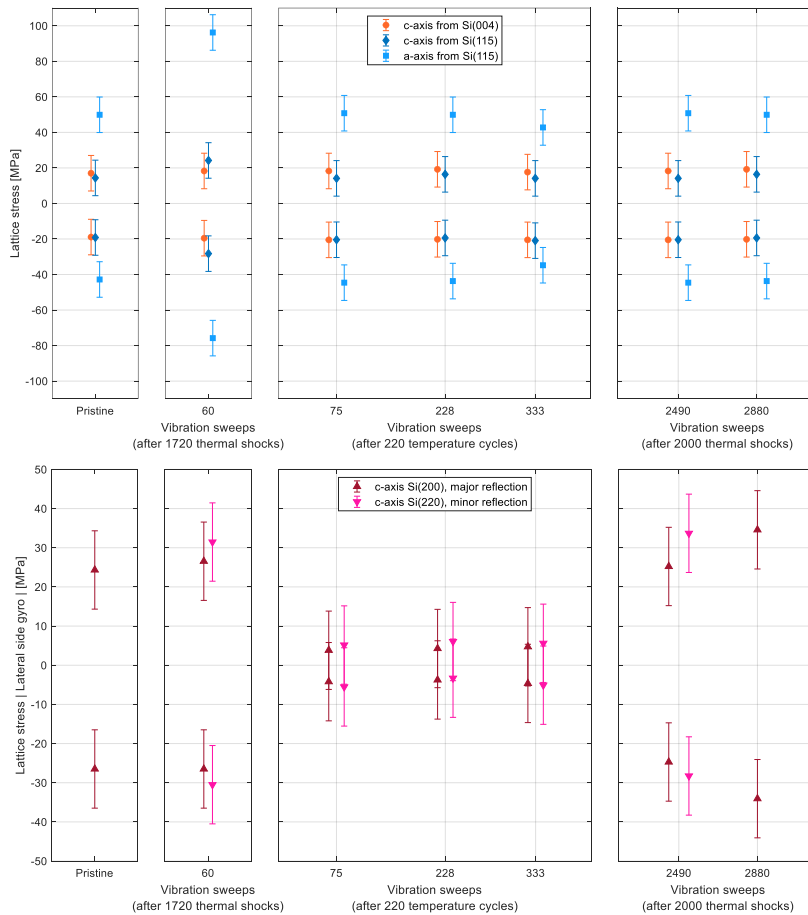 100
80
60
40
20
0
-20
-40
-60
-80
-100
Lattice stress [MPa]
c-axis from Si(004)
c-axis from Si(115)
a-axis from Si(115)
Pristine
60
75
228
333
2490
2880
Vibration sweeps
(after 1720 thermal shocks)
Vibration sweeps
(after 220 temperature cycles)
Vibration sweeps
(after 2000 thermal shocks)
50
40
30
20
10
0
-10
-20
-30
-40
-50
Lattice stress | Lateral side gyro | [MPa]
c-axis Si(200), major reflection
c-axis Si(220), minor reflection
Pristine
60
75
228
333
2490
2880
Vibration sweeps
(after 1720 thermal shocks)
Vibration sweeps
(after 220 temperature cycles)
Vibration sweeps
(after 2000 thermal shocks)